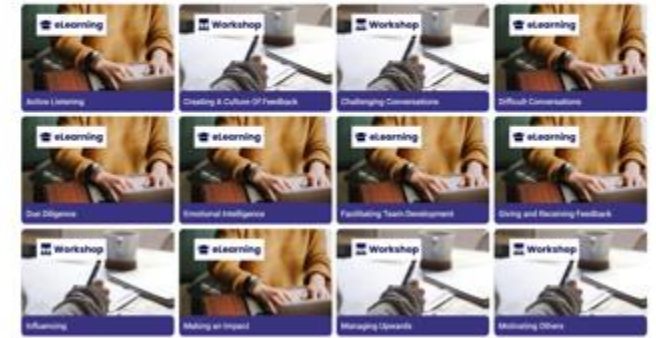 eLearning
Active Listening
Workshop
Creating A Culture Of Feedback
Workshop
Challenging Conversations
eLearning
Difficult Conversations
eLearning
Due Diligence
eLearning
Emotional Intelligence
eLearning
Facilitating Team Development
eLearning
Giving and Receiving Feedback
Workshop
Influencing
eLearning
Making an Impact
Workshop
Managing Upwards
Workshop
Motivating Others